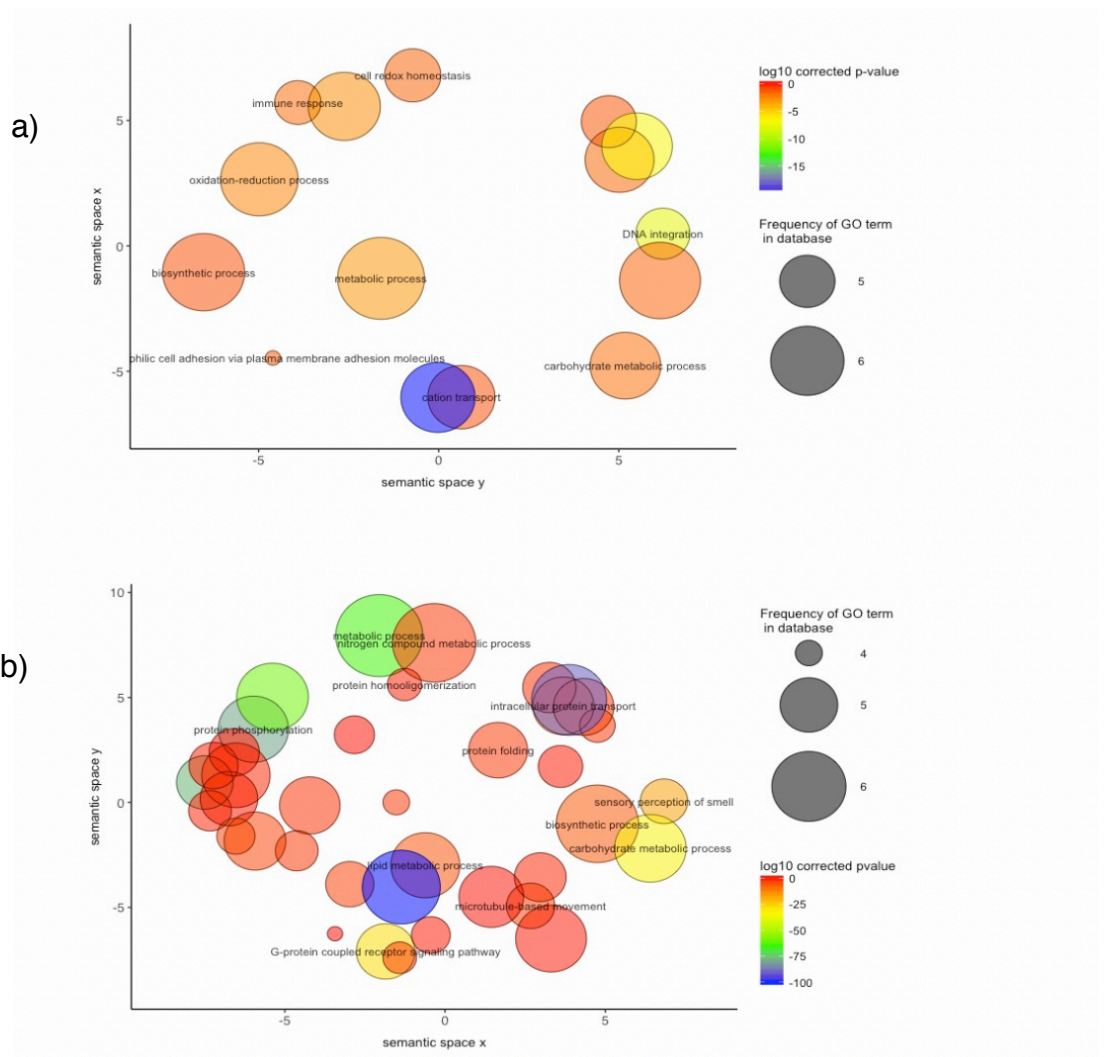 a)
semantic space x
5
0
-5
cell redox homeostasis
immune response
oxidation-reduction process
DNA integration
biosynthetic process
metabolic process
philic cell adhesion via plasma membrane adhesion molecules
carbohydrate metabolic process
cation transport
-5
0
5
semantic space y
log10 corrected p-value
0
-5
-10
-15
Frequency of GO term
in database
5
6
b)
semantic space y
10
5
0
-5
metabolic process
nitrogen compound metabolic process
protein homooligomerization
intracellular protein transport
protein phosphorylation
protein folding
sensory perception of smell
biosynthetic process
carbohydrate metabolic process
lipid metabolic process
microtubule-based movement
G-protein coupled receptor signaling pathway
-5
0
5
semantic space x
Frequency of GO term
in database
4
5
6
log10 corrected pvalue
0
-25
-50
-75
-100